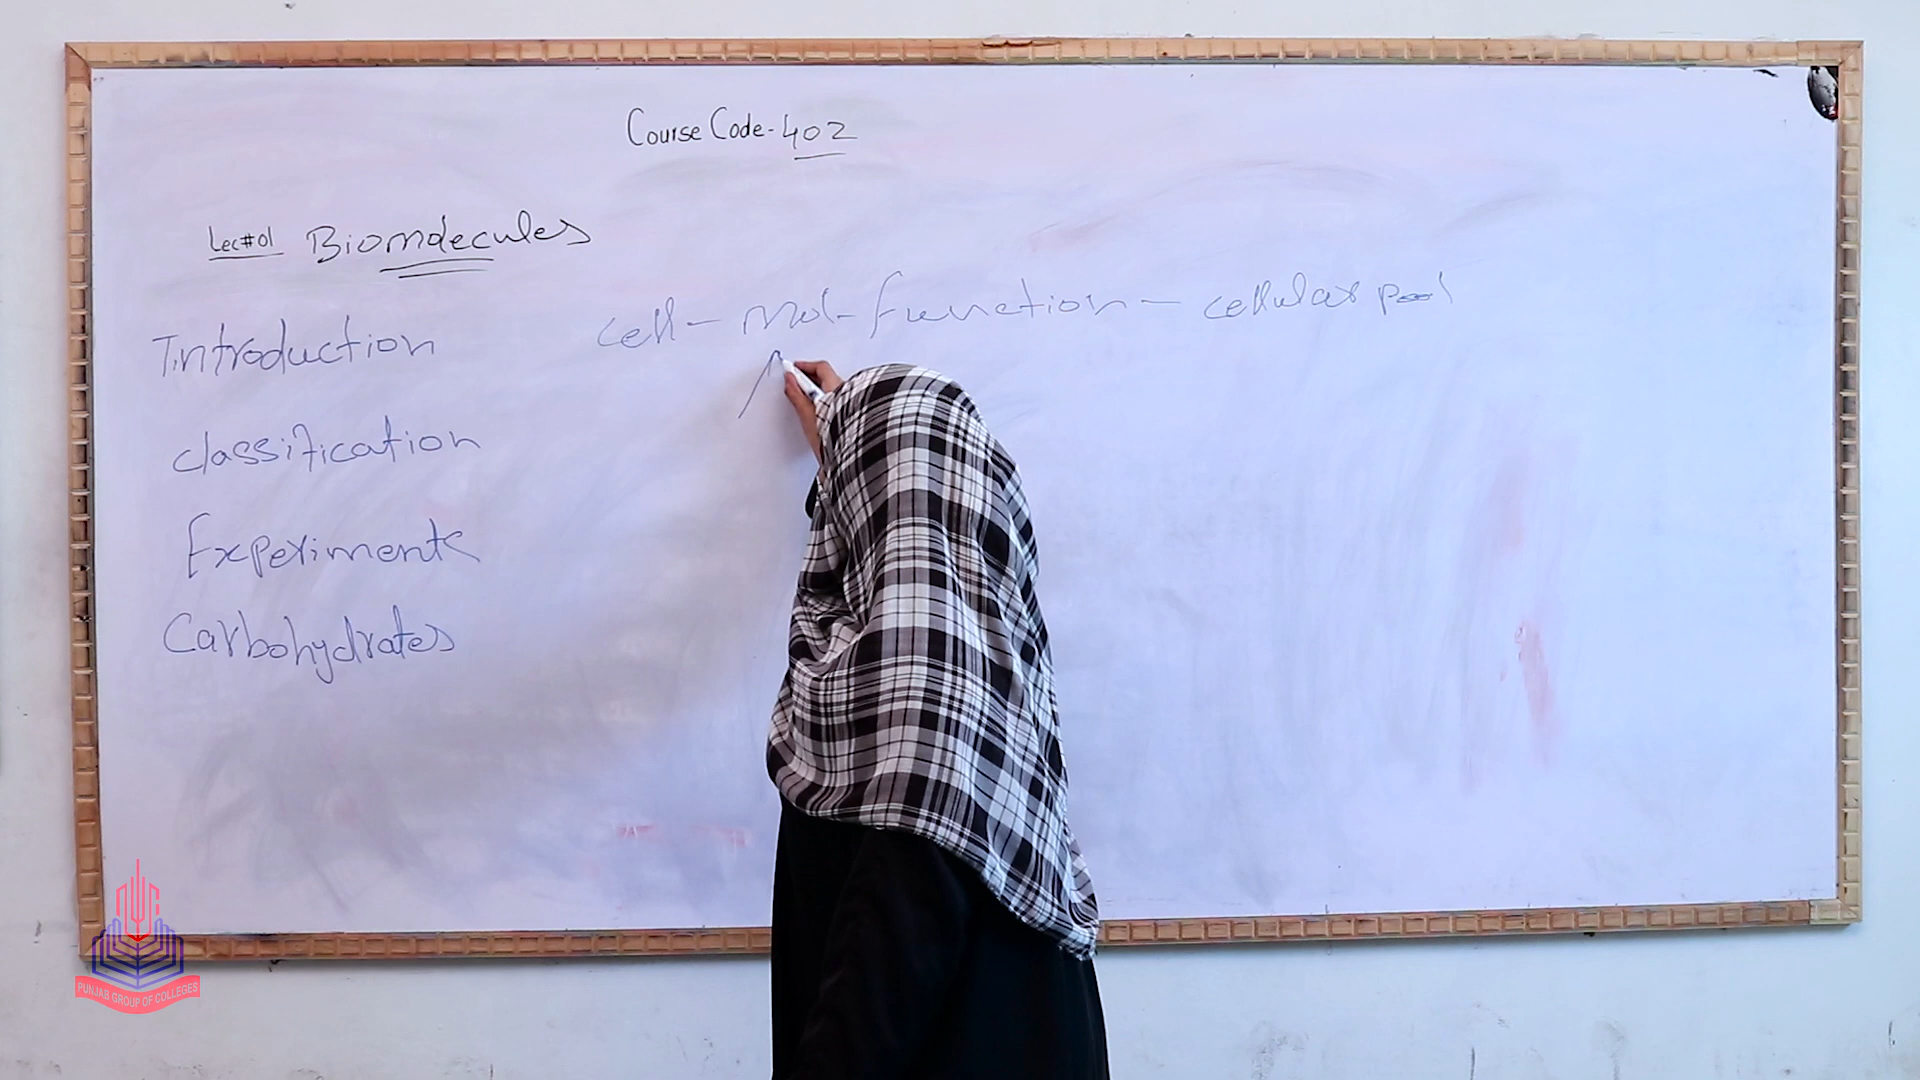 Course Code-402
Lec#01 Biomolecules
Introduction
cell - mol - function - cellular pool
classification
Experiments
Carbohydrates
PUNJAB GROUP OF COLLEGES